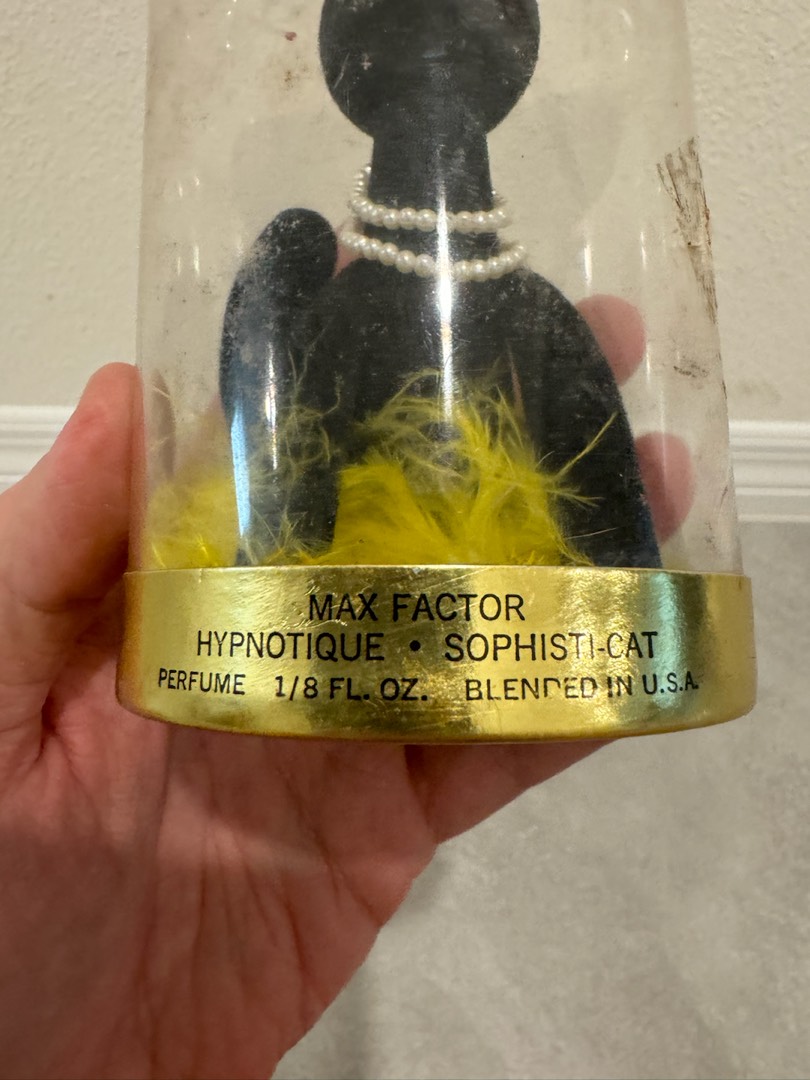 MAX FACTOR
HYPNOTIQUE • SOPHISTI-CAT
PERFUME 1/8 FL. OZ. BLENDED IN U.S.A.